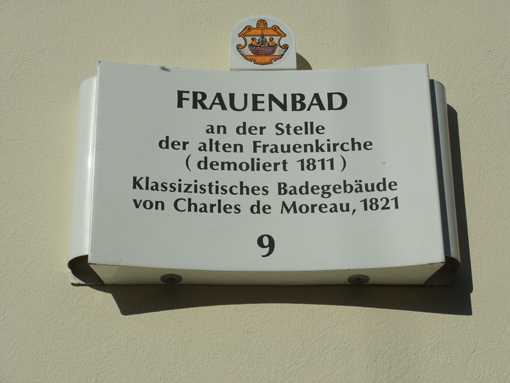 FRAUENBAD
an der Stelle
der alten Frauenkirche
( demoliert 1811 )
Klassizistisches Badegebäude
von Charles de Moreau, 1821
9